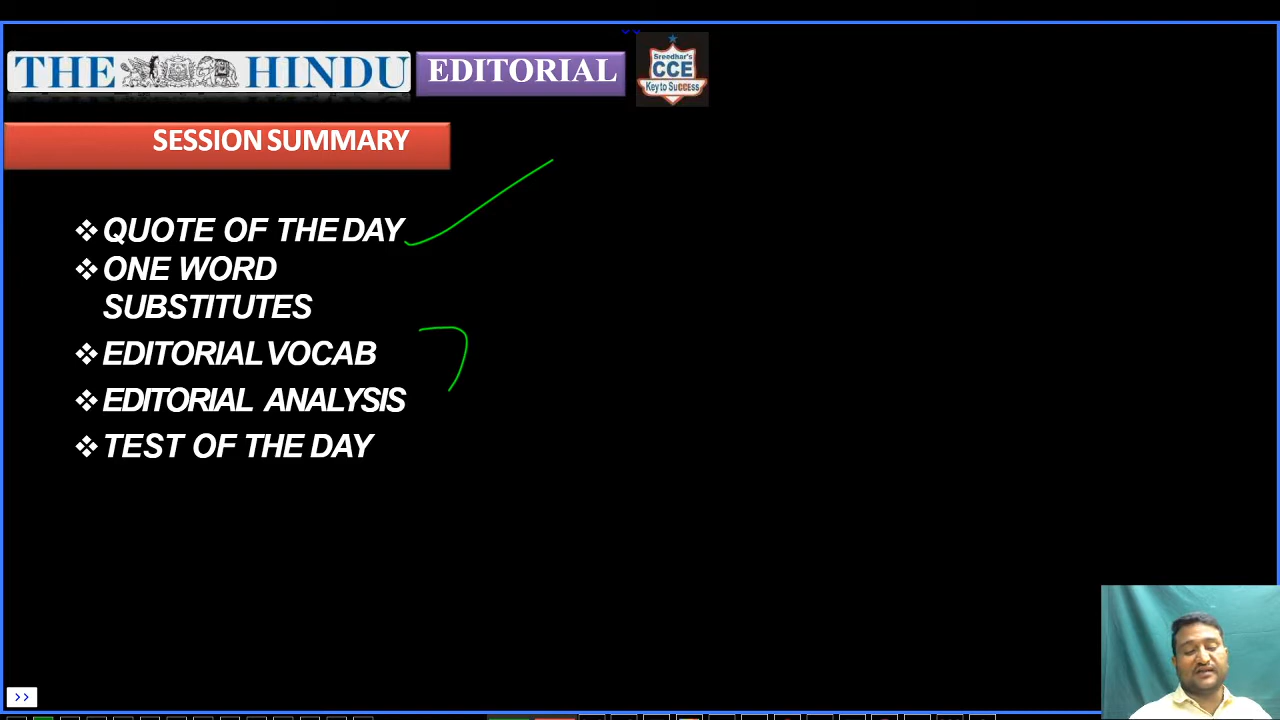 THE HINDU EDITORIAL
Sreedhar's
CCE
Key to SuCCess
SESSION SUMMARY
❖ QUOTE OF THE DAY
❖ ONE WORD
SUBSTITUTES
❖ EDITORIAL VOCAB
❖ EDITORIAL ANALYSIS
❖ TEST OF THE DAY
>>